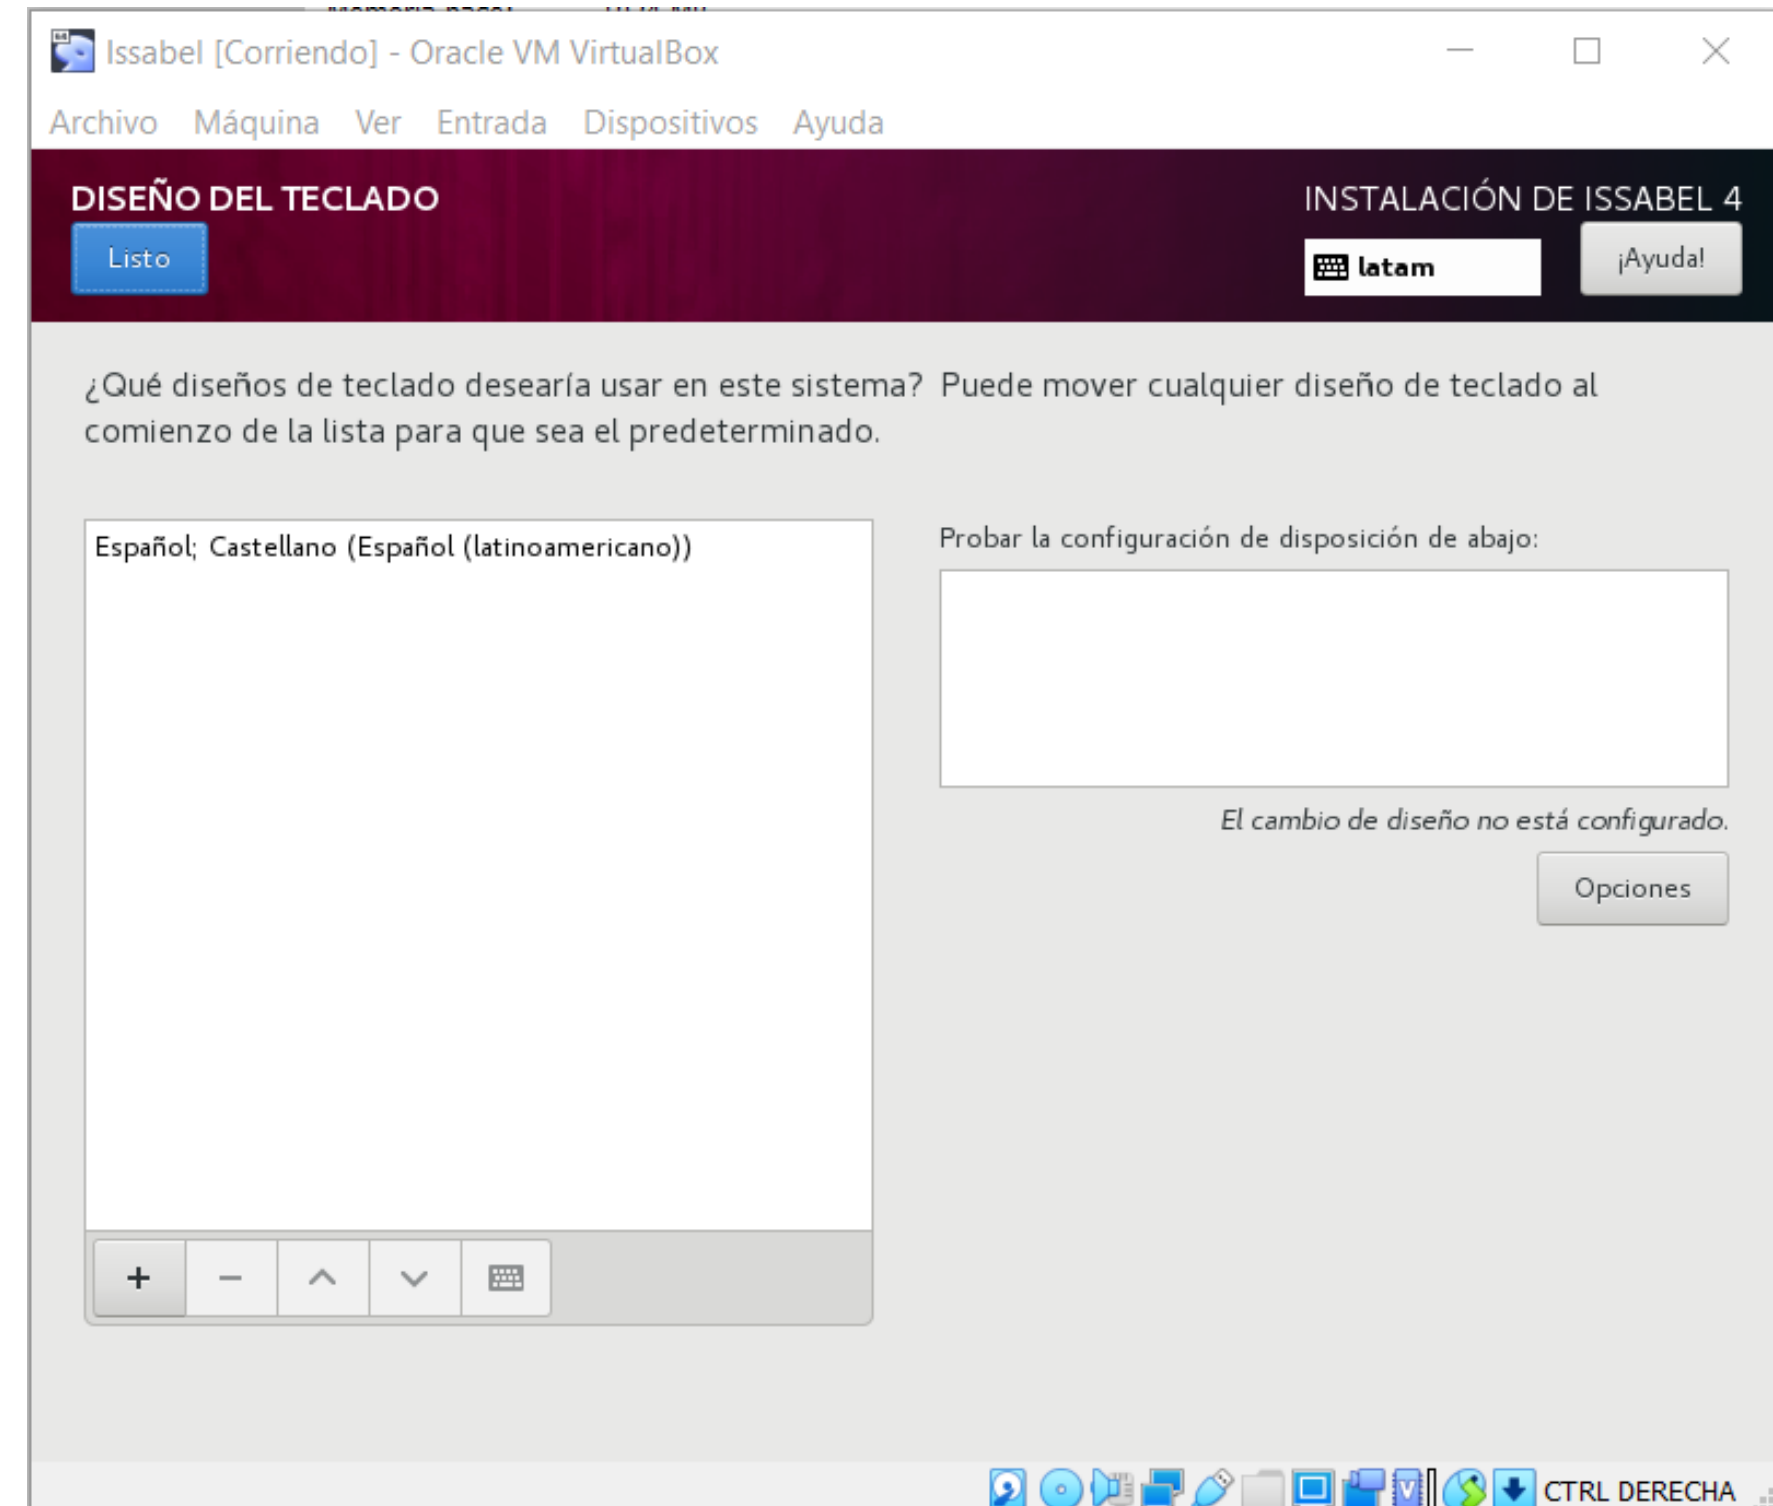 Issabel [Corriendo] - Oracle VM VirtualBox
Archivo Máquina Ver Entrada Dispositivos Ayuda
DISEÑO DEL TECLADO
INSTALACIÓN DE ISSABEL 4
Listo
latam
¡Ayuda!
¿Qué diseños de teclado desearía usar en este sistema? Puede mover cualquier diseño de teclado al
comienzo de la lista para que sea el predeterminado.
Español; Castellano (Español (latinoamericano))
Probar la configuración de disposición de abajo:
El cambio de diseño no está configurado.
Opciones
CTRL DERECHA